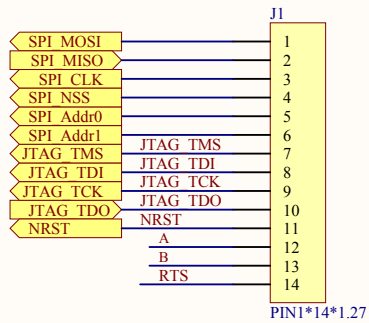 J1
SPI_MOSI 1
SPI_MISO 2
SPI_CLK 3
SPI_NSS 4
SPI_Addr0 5
SPI_Addr1 6
JTAG_TMS JTAG_TMS 7
JTAG_TDI JTAG_TDI 8
JTAG_TCK JTAG_TCK 9
JTAG_TDO JTAG_TDO 10
NRST NRST 11
A 12
B 13
RTS 14
PIN1*14*1.27